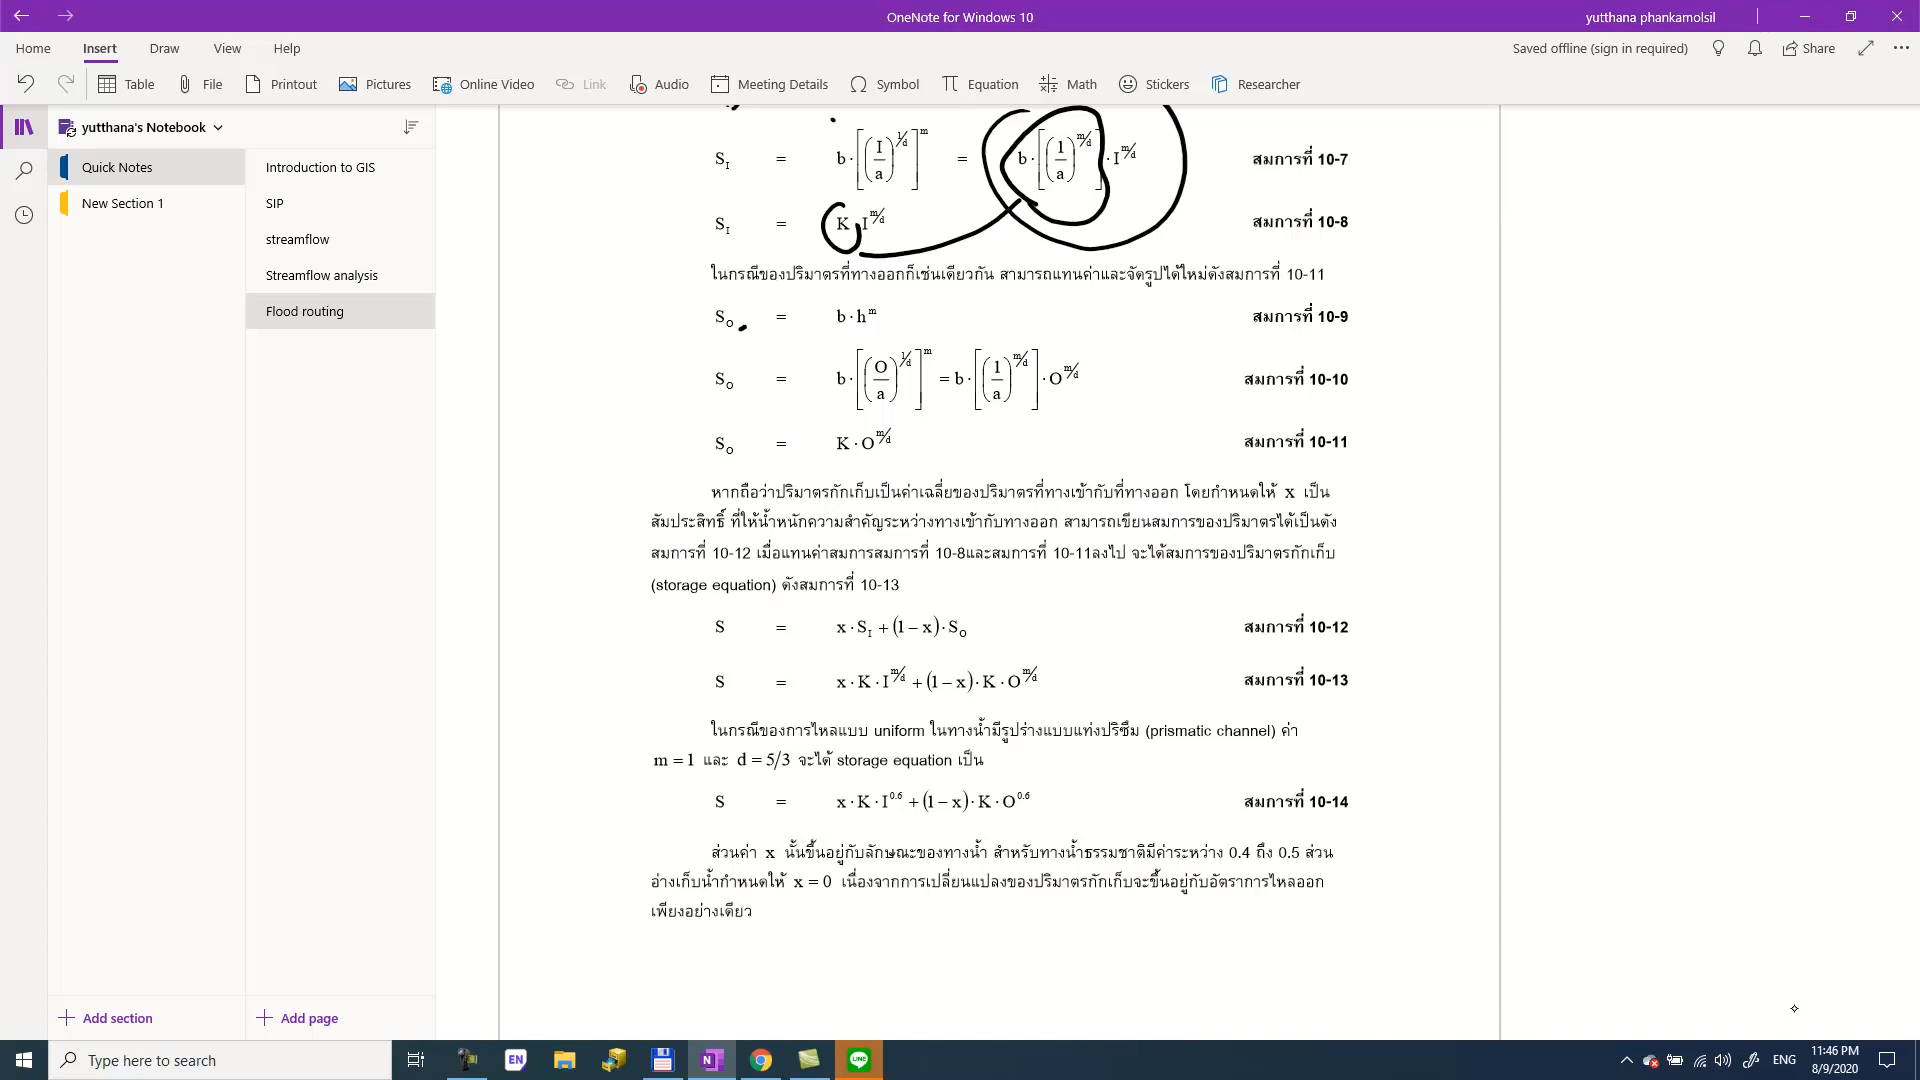 OneNote for Windows 10
yutthana phankamolsil
Home Insert Draw View Help
Saved offline (sign in required) Share
Table File Printout Pictures Online Video Link Audio Meeting Details Symbol Equation Math Stickers Researcher
yutthana's Notebook
Quick Notes
New Section 1
Introduction to GIS
SIP
streamflow
Streamflow analysis
Flood routing
S_I = b·[(I/a)^{1/d}]^m = b·[(1/a)^{m/d}]·I^{m/d} สมการที่ 10-7
S_I = K·I^{m/d} สมการที่ 10-8
ในกรณีของปริมาตรที่ทางออกก็เช่นเดียวกัน สามารถแทนค่าและจัดรูปได้ใหม่ดังสมการที่ 10-11
S_O = b·h^m สมการที่ 10-9
S_O = b·[(O/a)^{1/d}]^m = b·[(1/a)^{m/d}]·O^{m/d} สมการที่ 10-10
S_O = K·O^{m/d} สมการที่ 10-11
หากถือว่าปริมาตรกักเก็บเป็นค่าเฉลี่ยของปริมาตรที่ทางเข้ากับที่ทางออก โดยกำหนดให้ x เป็น
สัมประสิทธิ์ ที่ให้น้ำหนักความสำคัญระหว่างทางเข้ากับทางออก สามารถเขียนสมการของปริมาตรได้เป็นดัง
สมการที่ 10-12 เมื่อแทนค่าสมการสมการที่ 10-8และสมการที่ 10-11ลงไป จะได้สมการของปริมาตรกักเก็บ
(storage equation) ดังสมการที่ 10-13
S = x·S_I + (1 − x)·S_O สมการที่ 10-12
S = x·K·I^{m/d} + (1 − x)·K·O^{m/d} สมการที่ 10-13
ในกรณีของการไหลแบบ uniform ในทางน้ำมีรูปร่างแบบแท่งปริซึม (prismatic channel) ค่า
m = 1 และ d = 5/3 จะได้ storage equation เป็น
S = x·K·I^{0.6} + (1 − x)·K·O^{0.6} สมการที่ 10-14
ส่วนค่า x นั้นขึ้นอยู่กับลักษณะของทางน้ำ สำหรับทางน้ำธรรมชาติมีค่าระหว่าง 0.4 ถึง 0.5 ส่วน
อ่างเก็บน้ำกำหนดให้ x = 0 เนื่องจากการเปลี่ยนแปลงของปริมาตรกักเก็บจะขึ้นอยู่กับอัตราการไหลออก
เพียงอย่างเดียว
Add section
Add page
Type here to search
EN
LINE
ENG
11:46 PM
8/9/2020